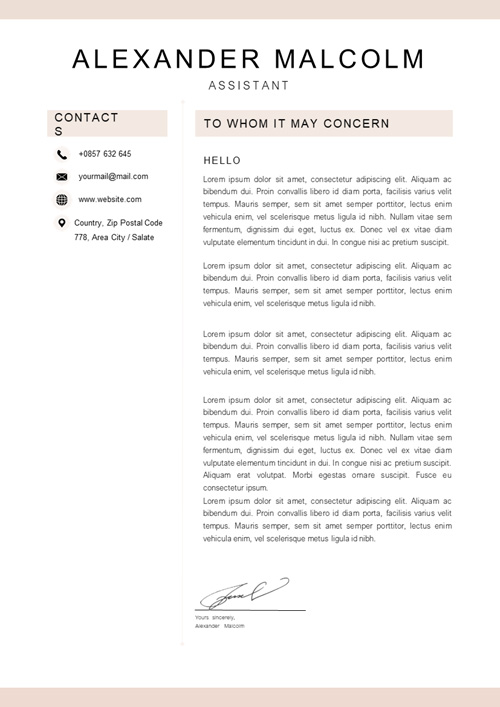 ALEXANDER MALCOLM
ASSISTANT
CONTACT
S
+0857 632 645
yourmail@mail.com
www.website.com
Country, Zip Postal Code
778, Area City / Salate
TO WHOM IT MAY CONCERN
HELLO
Lorem ipsum dolor sit amet, consectetur adipiscing elit. Aliquam ac
bibendum dui. Proin convallis libero id diam porta, facilisis varius velit
tempus. Mauris semper, sem sit amet semper porttitor, lectus enim
vehicula enim, vel scelerisque metus ligula id nibh. Nullam vitae sem
fermentum, dignissim dui eget, luctus ex. Donec vel ex vitae diam
vulputate elementum tincidunt in dui. In congue nisi ac pretium suscipit.
Lorem ipsum dolor sit amet, consectetur adipiscing elit. Aliquam ac
bibendum dui. Proin convallis libero id diam porta, facilisis varius velit
tempus. Mauris semper, sem sit amet semper porttitor, lectus enim
vehicula enim, vel scelerisque metus ligula id nibh.
Lorem ipsum dolor sit amet, consectetur adipiscing elit. Aliquam ac
bibendum dui. Proin convallis libero id diam porta, facilisis varius velit
tempus. Mauris semper, sem sit amet semper porttitor, lectus enim
vehicula enim, vel scelerisque metus ligula id nibh.
Lorem ipsum dolor sit amet, consectetur adipiscing elit. Aliquam ac
bibendum dui. Proin convallis libero id diam porta, facilisis varius velit
tempus. Mauris semper, sem sit amet semper porttitor, lectus enim
vehicula enim, vel scelerisque metus ligula id nibh. Nullam vitae sem
fermentum, dignissim dui eget, luctus ex. Donec vel ex vitae diam
vulputate elementum tincidunt in dui. In congue nisi ac pretium suscipit.
Aliquam erat volutpat. Morbi egestas ornare suscipit. Fusce eu
consectetur ipsum.
Lorem ipsum dolor sit amet, consectetur adipiscing elit. Aliquam ac
bibendum dui. Proin convallis libero id diam porta, facilisis varius velit
tempus. Mauris semper, sem sit amet semper porttitor, lectus enim
vehicula enim, vel scelerisque metus ligula id nibh.
Yours sincerely,
Alexander Malcolm